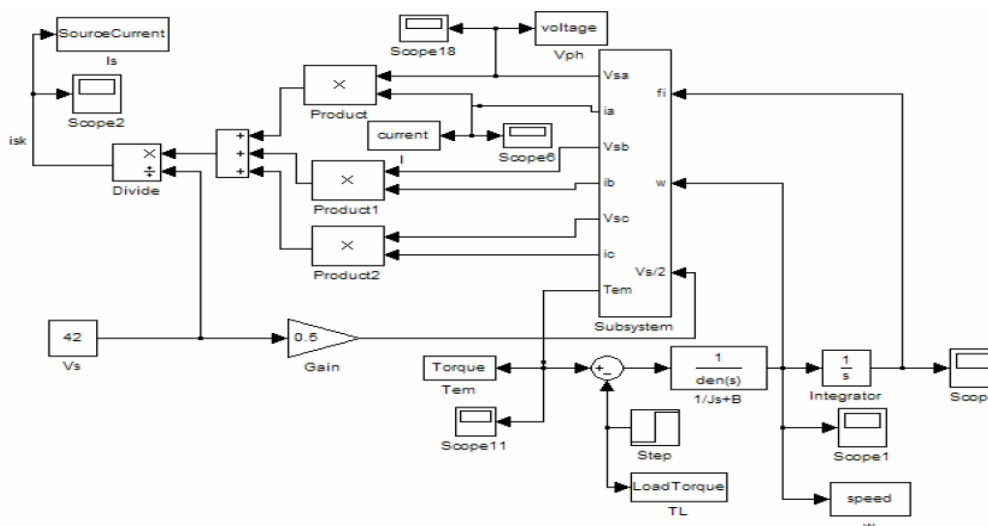 SourceCurrent
Is
Scope2
isk
×
÷
Divide
+
+
+
×
Product
×
Product1
×
Product2
Scope18
voltage
Vph
current
I
Scope6
Vsa
ia
Vsb
ib
Vsc
ic
Tem
fi
w
Vs/2
Subsystem
42
Vs
0.5
Gain
Torque
Tem
Scope11
+
−
Step
LoadTorque
TL
1
den(s)
1/Js+B
1
s
Integrator
Scope
Scope1
speed